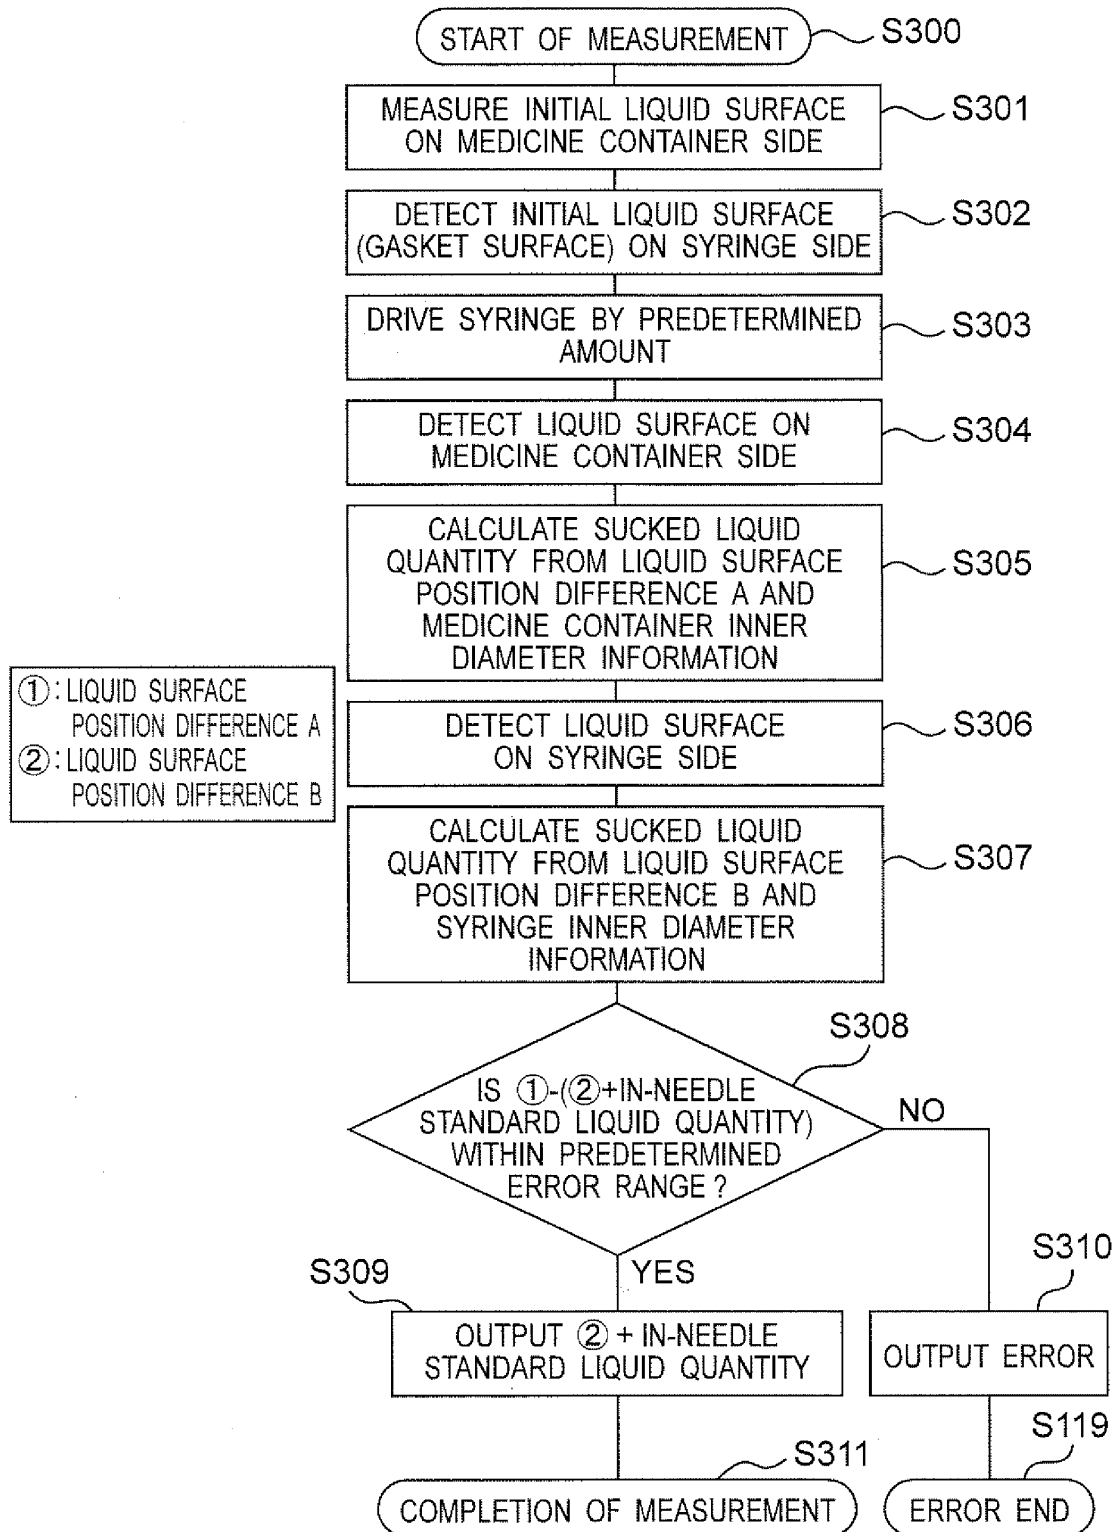 START OF MEASUREMENT
S300
MEASURE INITIAL LIQUID SURFACE
ON MEDICINE CONTAINER SIDE
S301
DETECT INITIAL LIQUID SURFACE
(GASKET SURFACE) ON SYRINGE SIDE
S302
DRIVE SYRINGE BY PREDETERMINED
AMOUNT
S303
DETECT LIQUID SURFACE ON
MEDICINE CONTAINER SIDE
S304
CALCULATE SUCKED LIQUID
QUANTITY FROM LIQUID SURFACE
POSITION DIFFERENCE A AND
MEDICINE CONTAINER INNER
DIAMETER INFORMATION
S305
①: LIQUID SURFACE
POSITION DIFFERENCE A
②: LIQUID SURFACE
POSITION DIFFERENCE B
DETECT LIQUID SURFACE
ON SYRINGE SIDE
S306
CALCULATE SUCKED LIQUID
QUANTITY FROM LIQUID SURFACE
POSITION DIFFERENCE B AND
SYRINGE INNER DIAMETER
INFORMATION
S307
S308
IS ①-(②+IN-NEEDLE
STANDARD LIQUID QUANTITY)
WITHIN PREDETERMINED
ERROR RANGE?
NO
YES
S309
OUTPUT ② + IN-NEEDLE
STANDARD LIQUID QUANTITY
S310
OUTPUT ERROR
S311
COMPLETION OF MEASUREMENT
S119
ERROR END